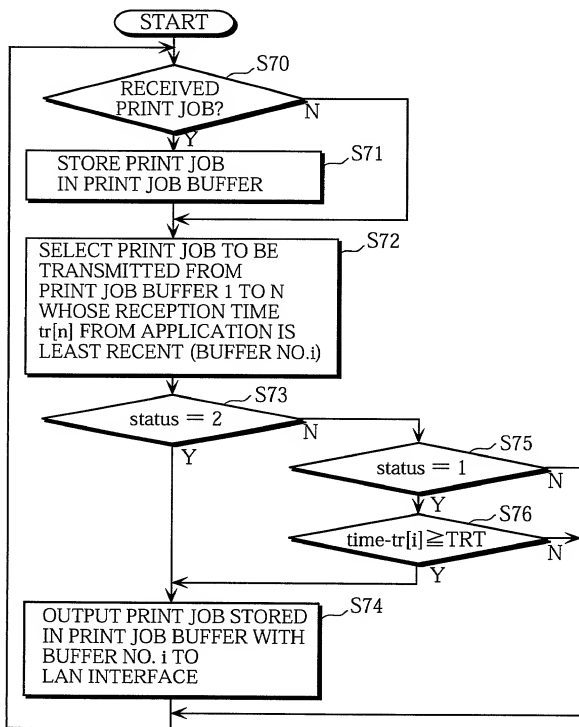 START
S70
RECEIVED
PRINT JOB?
N
Y
S71
STORE PRINT JOB
IN PRINT JOB BUFFER
S72
SELECT PRINT JOB TO BE
TRANSMITTED FROM
PRINT JOB BUFFER 1 TO N
WHOSE RECEPTION TIME
tr[n] FROM APPLICATION IS
LEAST RECENT (BUFFER NO.i)
S73
status = 2
N
Y
S75
status = 1
N
Y
S76
time-tr[i]≧TRT
N
Y
S74
OUTPUT PRINT JOB STORED
IN PRINT JOB BUFFER WITH
BUFFER NO. i TO
LAN INTERFACE